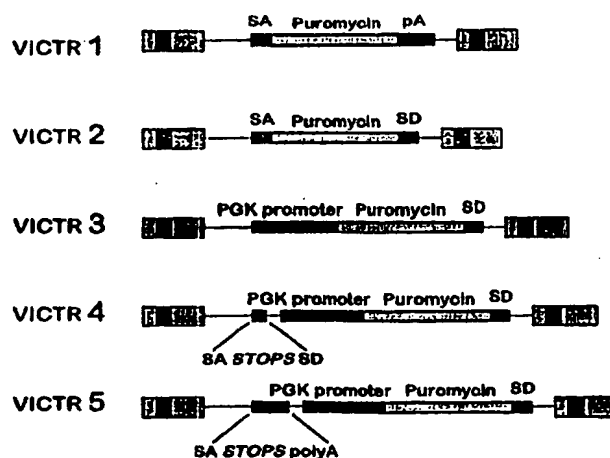 SA Puromycin pA
VICTR 1
SA Puromycin SD
VICTR 2
PGK promoter Puromycin SD
VICTR 3
PGK promoter Puromycin SD
VICTR 4
SA STOPS SD
PGK promoter Puromycin SD
VICTR 5
SA STOPS polyA